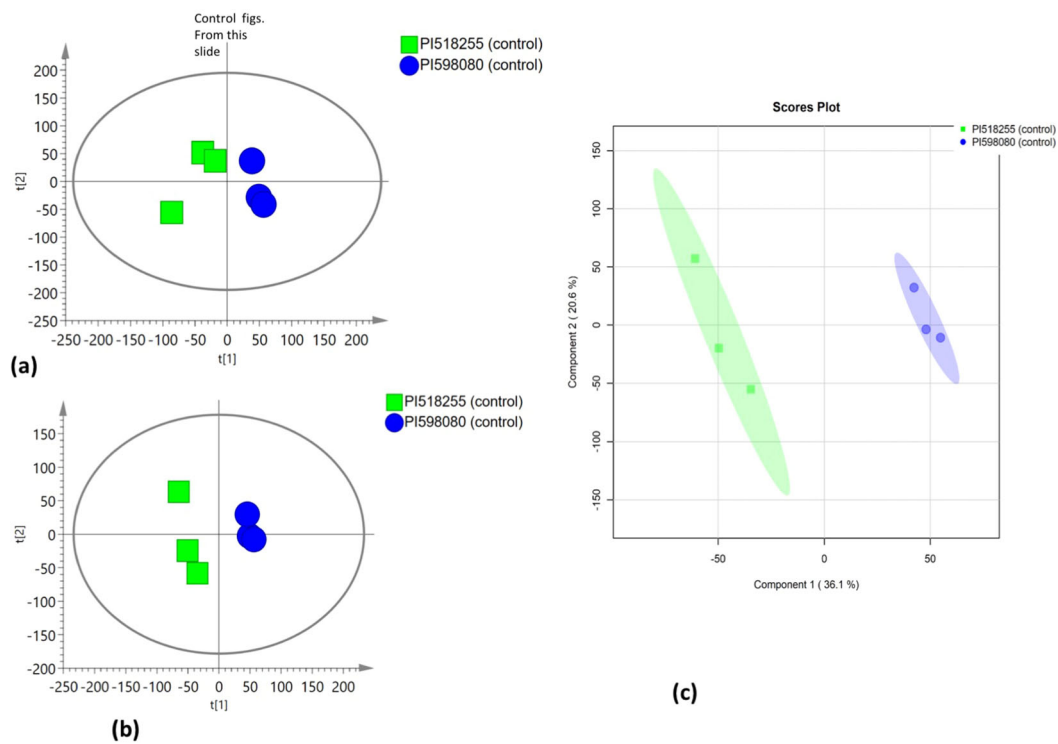 Control figs.
From this
slide
PI518255 (control)
PI598080 (control)
200
150
100
50
0
-50
-100
-150
-200
-250
t[2]
-250 -200 -150 -100 -50 0 50 100 150 200
t[1]
(a)
PI518255 (control)
PI598080 (control)
150
100
50
0
-50
-100
-150
-200
t[2]
-250 -200 -150 -100 -50 0 50 100 150 200
t[1]
(b)
Scores Plot
PI518255 (control)
PI598080 (control)
150
100
50
0
-50
-100
-150
Component 2 ( 20.6 %)
-50 0 50
Component 1 ( 36.1 %)
(c)